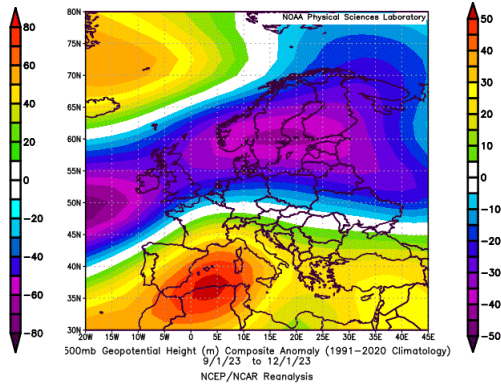 NOAA Physical Sciences Laboratory
80
60
40
20
0
-20
-40
-60
-80
80N
75N
70N
65N
60N
55N
50N
45N
40N
35N
30N
20W 15W 10W 5W 0 5E 10E 15E 20E 25E 30E 35E 40E 45E
50
40
30
20
10
0
-10
-20
-30
-40
-50
500mb Geopotential Height (m) Composite Anomaly (1991-2020 Climatology)
9/1/23 to 12/1/23
NCEP/NCAR Reanalysis